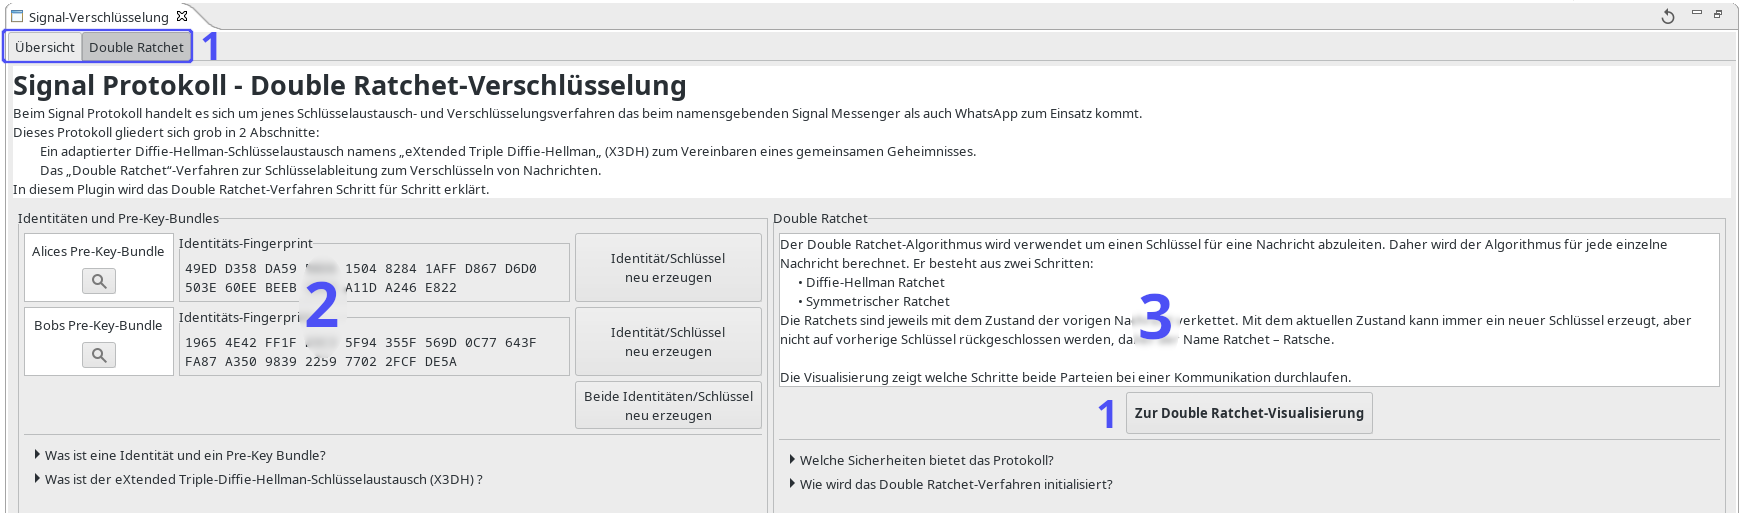 Signal-Verschlüsselung
Übersicht
Double Ratchet
1
Signal Protokoll - Double Ratchet-Verschlüsselung
Beim Signal Protokoll handelt es sich um jenes Schlüsselaustausch- und Verschlüsselungsverfahren das beim namensgebenden Signal Messenger als auch WhatsApp zum Einsatz kommt.
Dieses Protokoll gliedert sich grob in 2 Abschnitte:
Ein adaptierter Diffie-Hellman-Schlüsselaustausch namens „eXtended Triple Diffie-Hellman„ (X3DH) zum Vereinbaren eines gemeinsamen Geheimnisses.
Das „Double Ratchet“-Verfahren zur Schlüsselableitung zum Verschlüsseln von Nachrichten.
In diesem Plugin wird das Double Ratchet-Verfahren Schritt für Schritt erklärt.
Identitäten und Pre-Key-Bundles
Alices Pre-Key-Bundle
Identitäts-Fingerprint
49ED D358 DA59 1504 8284 1AFF D867 D6D0
503E 60EE BEEB A11D A246 E822
Identität/Schlüssel
neu erzeugen
2
Bobs Pre-Key-Bundle
Identitäts-Fingerprint
1965 4E42 FF1F 5F94 355F 569D 0C77 643F
FA87 A350 9839 2259 7702 2FCF DE5A
Identität/Schlüssel
neu erzeugen
Beide Identitäten/Schlüssel
neu erzeugen
Was ist eine Identität und ein Pre-Key Bundle?
Was ist der eXtended Triple-Diffie-Hellman-Schlüsselaustausch (X3DH) ?
Double Ratchet
Der Double Ratchet-Algorithmus wird verwendet um einen Schlüssel für eine Nachricht abzuleiten. Daher wird der Algorithmus für jede einzelne
Nachricht berechnet. Er besteht aus zwei Schritten:
• Diffie-Hellman Ratchet
• Symmetrischer Ratchet
3
Die Ratchets sind jeweils mit dem Zustand der vorigen verkettet. Mit dem aktuellen Zustand kann immer ein neuer Schlüssel erzeugt, aber
nicht auf vorherige Schlüssel rückgeschlossen werden, Name Ratchet – Ratsche.
Die Visualisierung zeigt welche Schritte beide Parteien bei einer Kommunikation durchlaufen.
1
Zur Double Ratchet-Visualisierung
Welche Sicherheiten bietet das Protokoll?
Wie wird das Double Ratchet-Verfahren initialisiert?